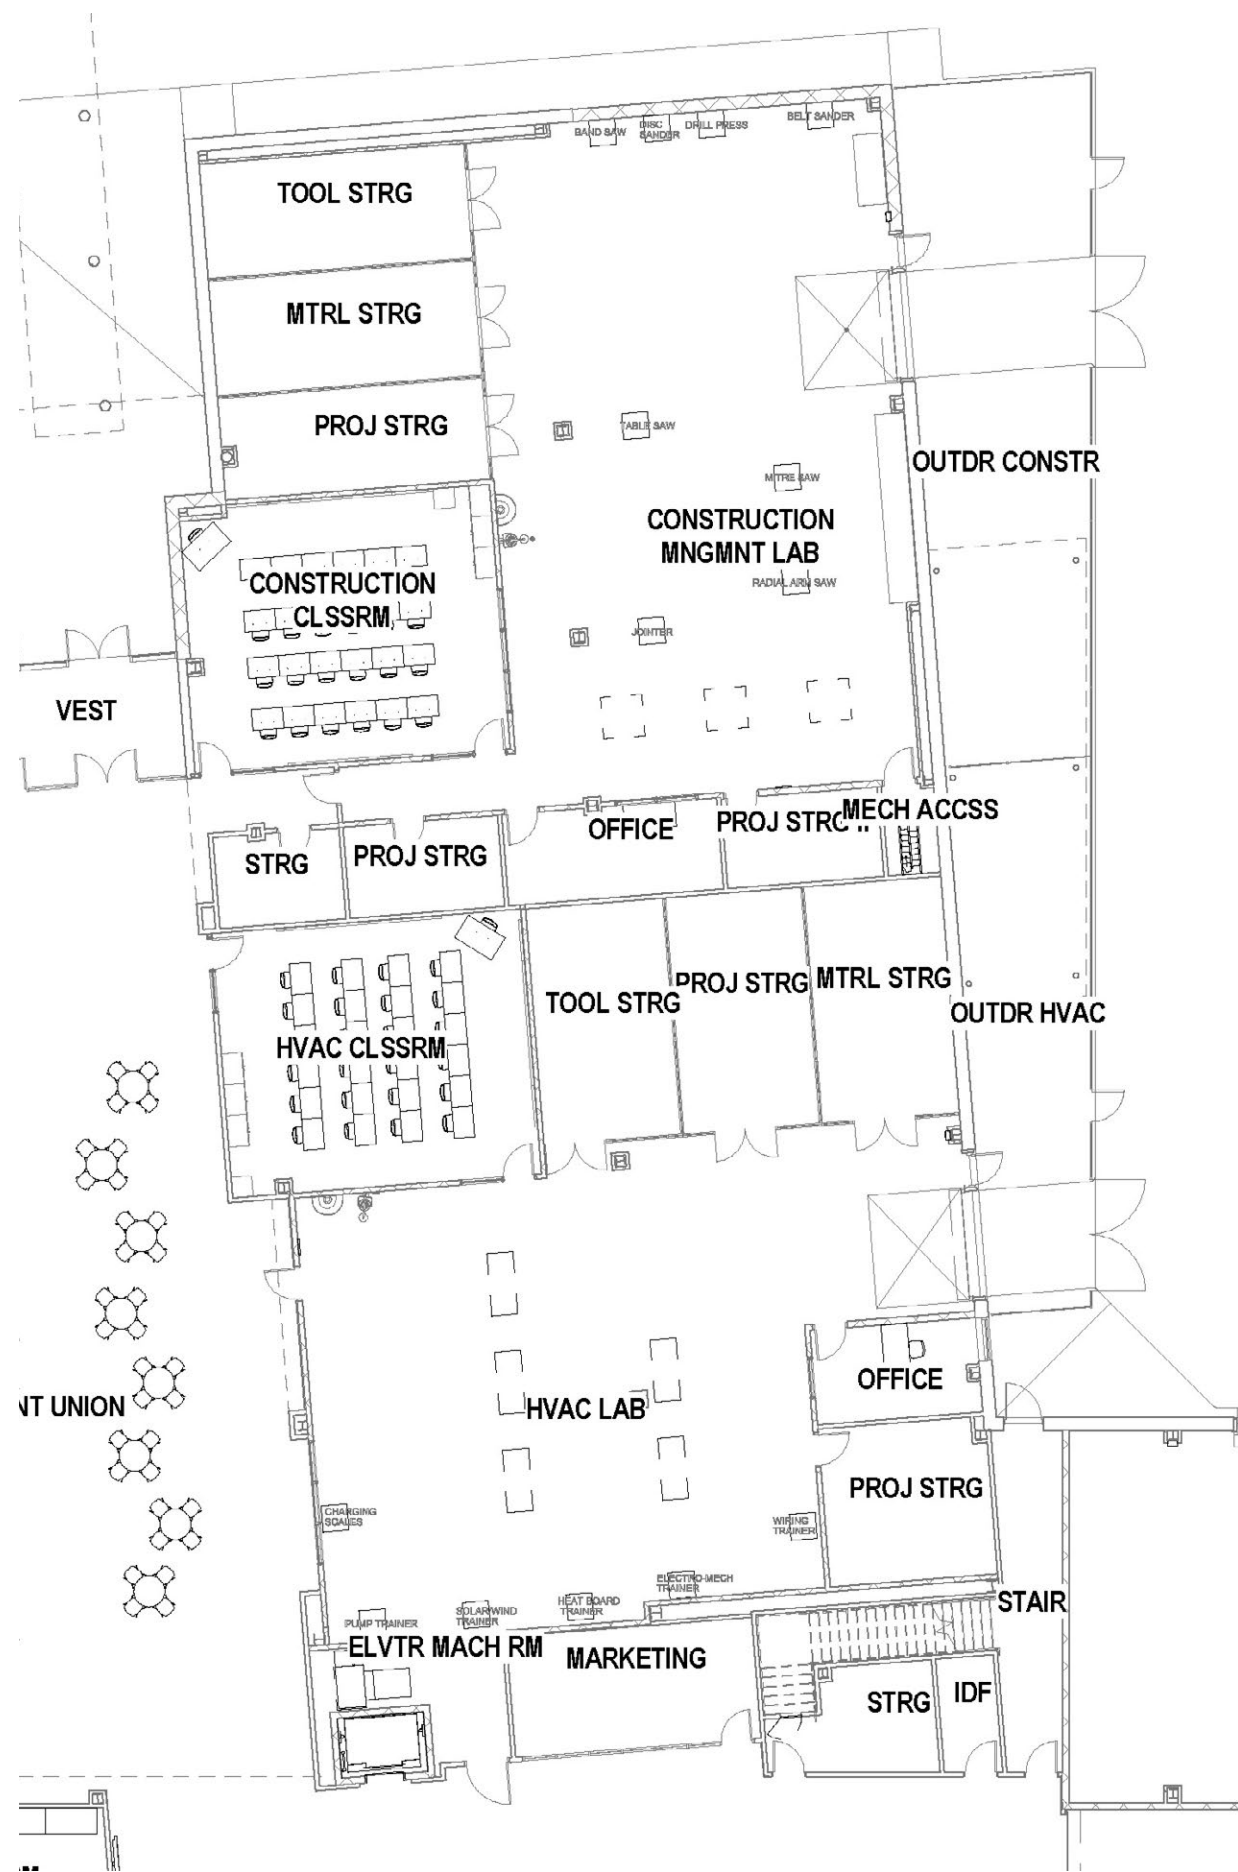 BAND SAW
DISC
SANDER
DRILL PRESS
BELT SANDER
TOOL STRG
MTRL STRG
PROJ STRG
TABLE SAW
OUTDR CONSTR
MITRE SAW
CONSTRUCTION
MNGMNT LAB
CONSTRUCTION
CLSSRM
RADIAL ARM SAW
JOINTER
VEST
MECH ACCSS
OFFICE
PROJ STRG
PROJ STRG
STRG
PROJ STRG
MTRL STRG
TOOL STRG
OUTDR HVAC
HVAC CLSSRM
OFFICE
NT UNION
HVAC LAB
PROJ STRG
CHARGING
SCALES
WIRING
TRAINER
ELECTRO-MECH
TRAINER
HEAT BOARD
TRAINER
SOLAR/WIND
TRAINER
PUMP TRAINER
STAIR
ELVTR MACH RM
MARKETING
STRG
IDF